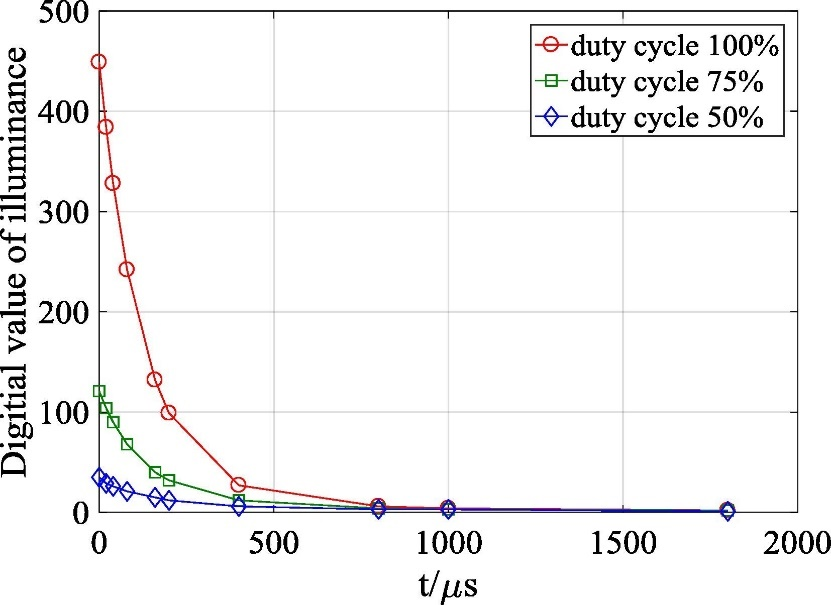 500
400
300
200
100
0
Digitial value of illuminance
duty cycle 100%
duty cycle 75%
duty cycle 50%
0 500 1000 1500 2000
t/μs